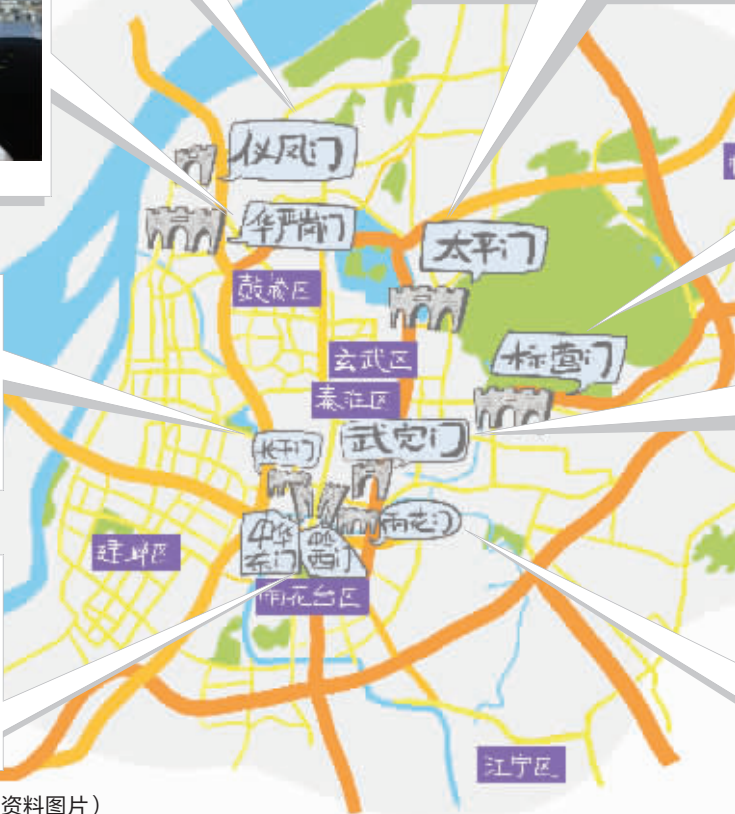 仪凤门
华严岗门
太平门
鼓楼区
标营门
玄武区
秦淮区
武定门
长干门
雨花门
中华
东门
中华
西门
建邺区
雨花台区
江宁区
资料图片）